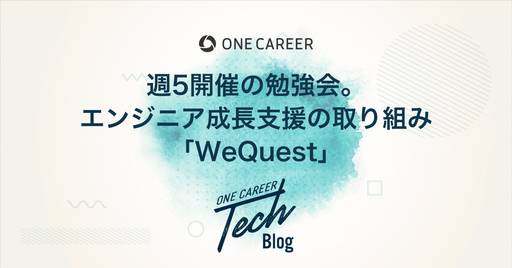 ONE CAREER
週5開催の勉強会。
エンジニア成長支援の取り組み
「WeQuest」
ONE CAREER
Tech
Blog